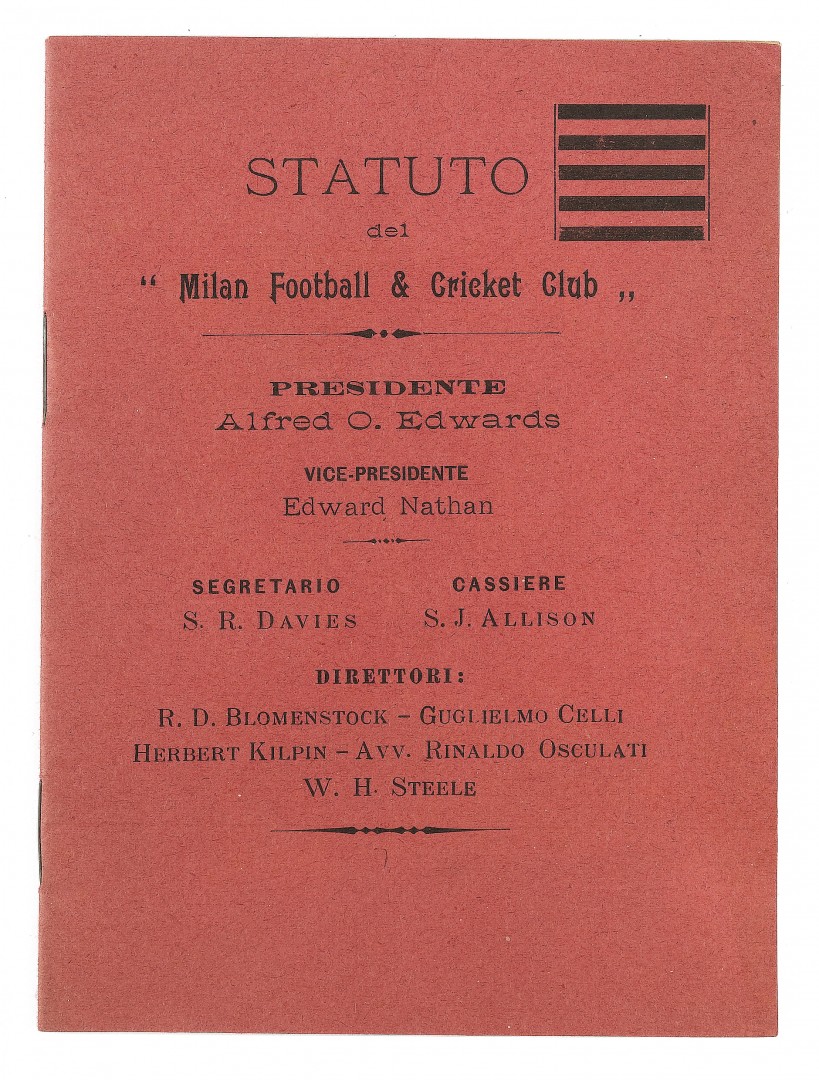 STATUTO
del
“ Milan Football & Cricket Club „
PRESIDENTE
Alfred O. Edwards
VICE-PRESIDENTE
Edward Nathan
SEGRETARIO CASSIERE
S. R. DAVIES S. J. ALLISON
DIRETTORI:
R. D. BLOMENSTOCK – GUGLIELMO CELLI
HERBERT KILPIN – AVV. RINALDO OSCULATI
W. H. STEELE